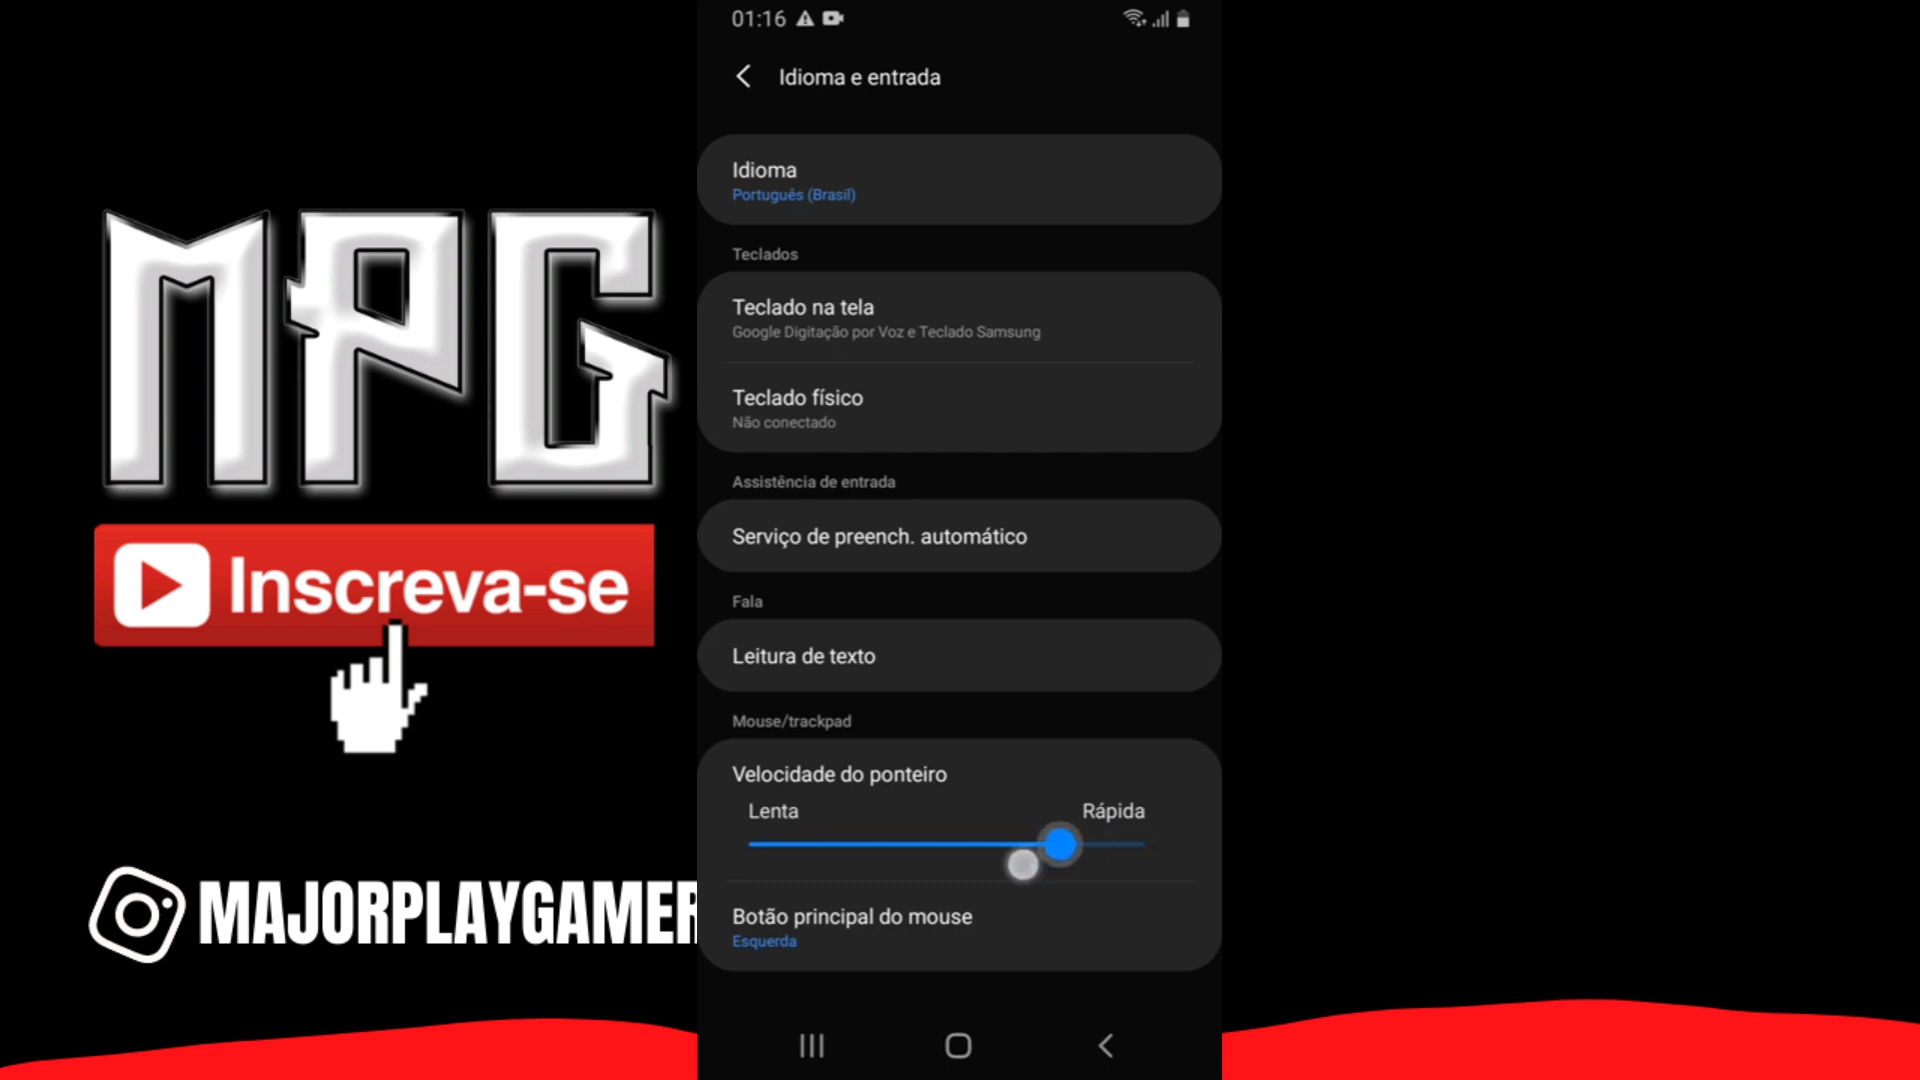 01:16
Idioma e entrada
Idioma
Português (Brasil)
Teclados
Teclado na tela
Google Digitação por Voz e Teclado Samsung
Teclado físico
Não conectado
Assistência de entrada
Serviço de preench. automático
Fala
Leitura de texto
Mouse/trackpad
Velocidade do ponteiro
Lenta Rápida
Botão principal do mouse
Esquerda
MPG
Inscreva-se
MAJORPLAYGAMER